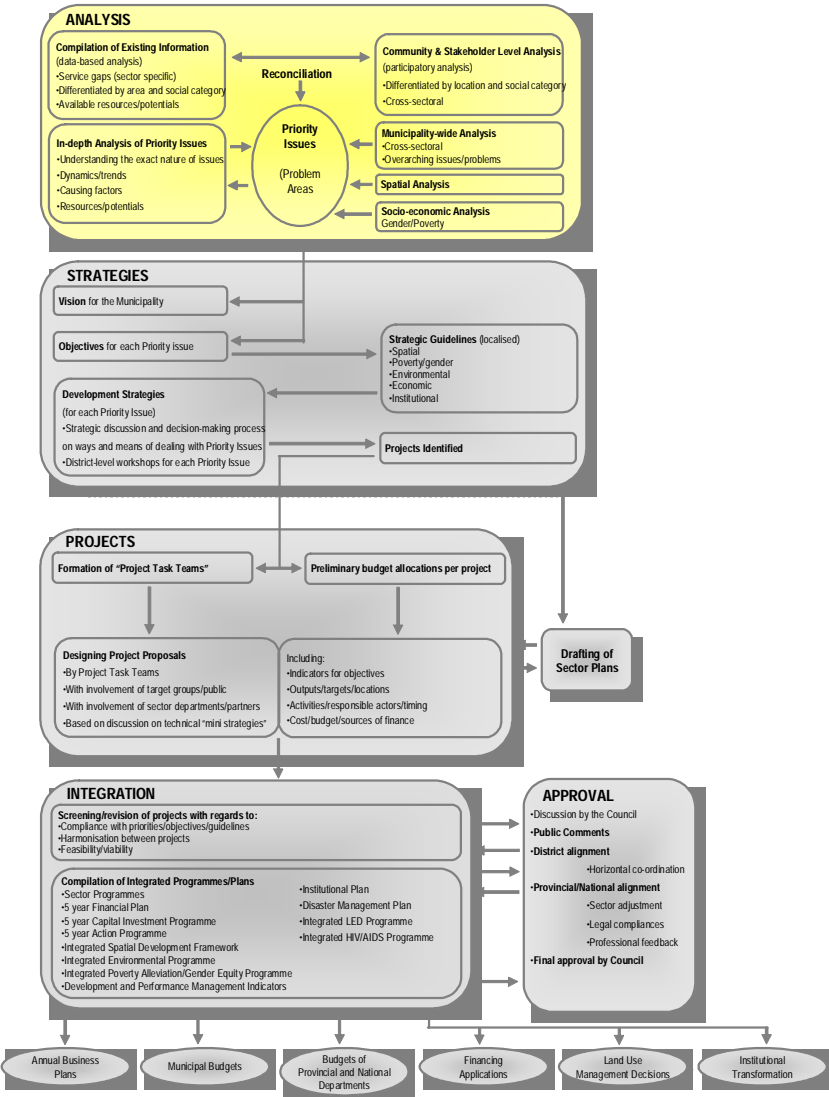 ANALYSIS
Compilation of Existing Information
(data-based analysis)
•Service gaps (sector specific)
•Differentiated by area and social category
•Available resources/potentials
Reconciliation
Community & Stakeholder Level Analysis
(participatory analysis)
•Differentiated by location and social category
•Cross-sectoral
In-depth Analysis of Priority Issues
•Understanding the exact nature of issues
•Dynamics/trends
•Causing factors
•Resources/potentials
Priority
Issues
(Problem
Areas
Municipality-wide Analysis
•Cross-sectoral
•Overarching issues/problems
Spatial Analysis
Socio-economic Analysis
Gender/Poverty
STRATEGIES
Vision for the Municipality
Objectives for each Priority issue
Strategic Guidelines (localised)
•Spatial
•Poverty/gender
•Environmental
•Economic
•Institutional
Development Strategies
(for each Priority Issue)
•Strategic discussion and decision-making process
on ways and means of dealing with Priority Issues
•District-level workshops for each Priority Issue
Projects Identified
PROJECTS
Formation of “Project Task Teams”
Preliminary budget allocations per project
Designing Project Proposals
•By Project Task Teams
•With involvement of target groups/public
•With involvement of sector departments/partners
•Based on discussion on technical “mini strategies”
Including:
•Indicators for objectives
•Outputs/targets/locations
•Activities/responsible actors/timing
•Cost/budget/sources of finance
Drafting of
Sector Plans
INTEGRATION
Screening/revision of projects with regards to:
•Compliance with priorities/objectives/guidelines
•Harmonisation between projects
•Feasibility/viability
Compilation of Integrated Programmes/Plans
•Sector Programmes
•5 year Financial Plan
•5 year Capital Investment Programme
•5 year Action Programme
•Integrated Spatial Development Framework
•Integrated Environmental Programme
•Integrated Poverty Alleviation/Gender Equity Programme
•Development and Performance Management Indicators
•Institutional Plan
•Disaster Management Plan
•Integrated LED Programme
•Integrated HIV/AIDS Programme
APPROVAL
•Discussion by the Council
•Public Comments
•District alignment
•Horizontal co-ordination
•Provincial/National alignment
•Sector adjustment
•Legal compliances
•Professional feedback
•Final approval by Council
Annual Business
Plans
Municipal Budgets
Budgets of
Provincial and National
Departments
Financing
Applications
Land Use
Management Decisions
Institutional
Transformation